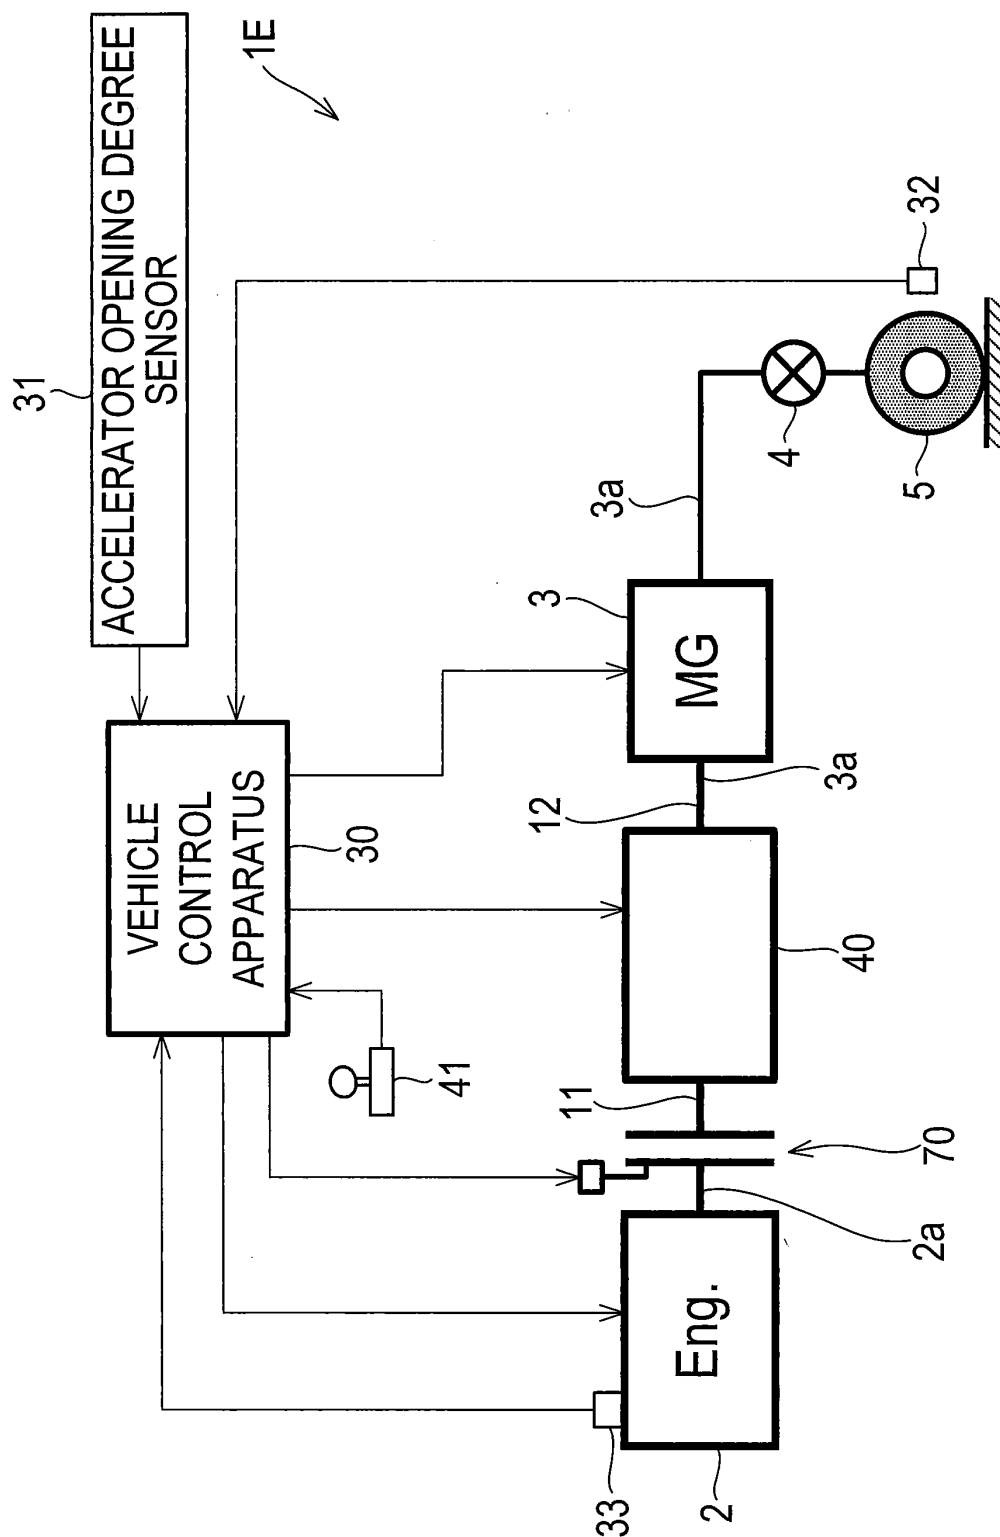 31
ACCELERATOR OPENING DEGREE
SENSOR
1E
VEHICLE
CONTROL
APPARATUS
30
32
41
33
Eng.
2
2a
70
11
40
12
3a
MG
3
3a
4
5